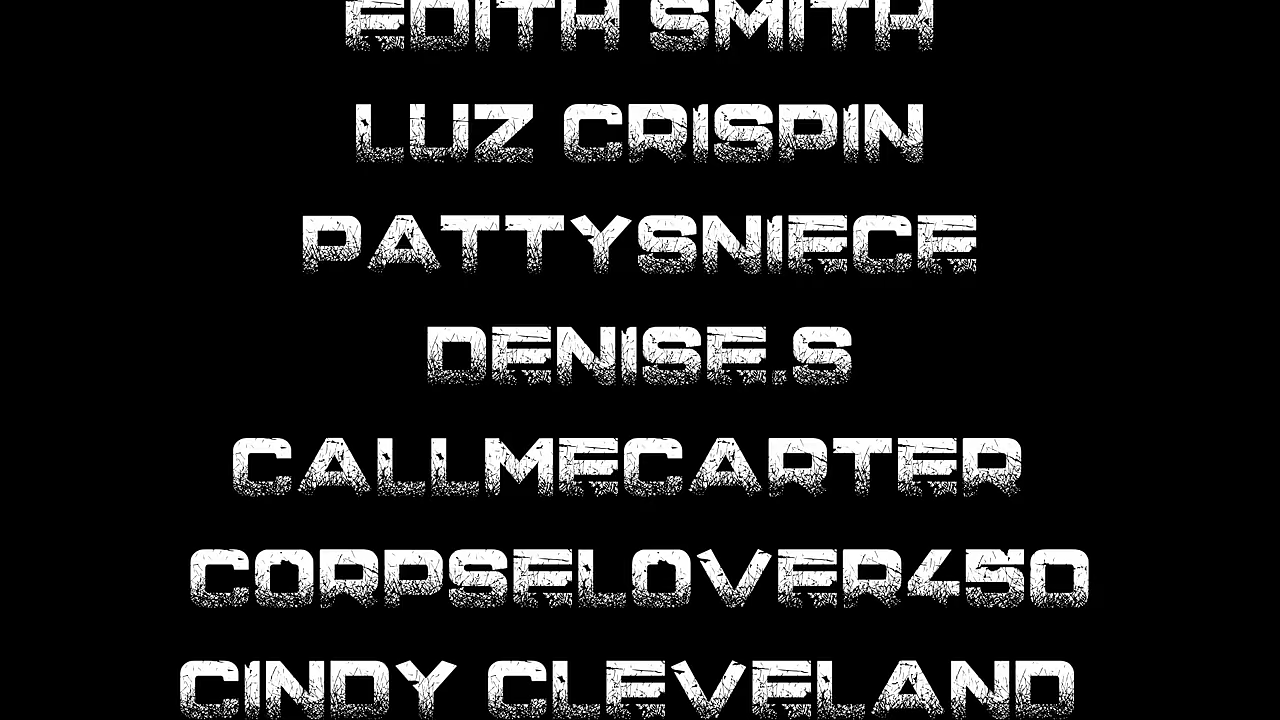 EDITH SMITH
LUZ CRISPIN
PATTYSNIECE
DENISE.S
CALLMECARTER
CORPSELOVER450
CINDY CLEVELAND